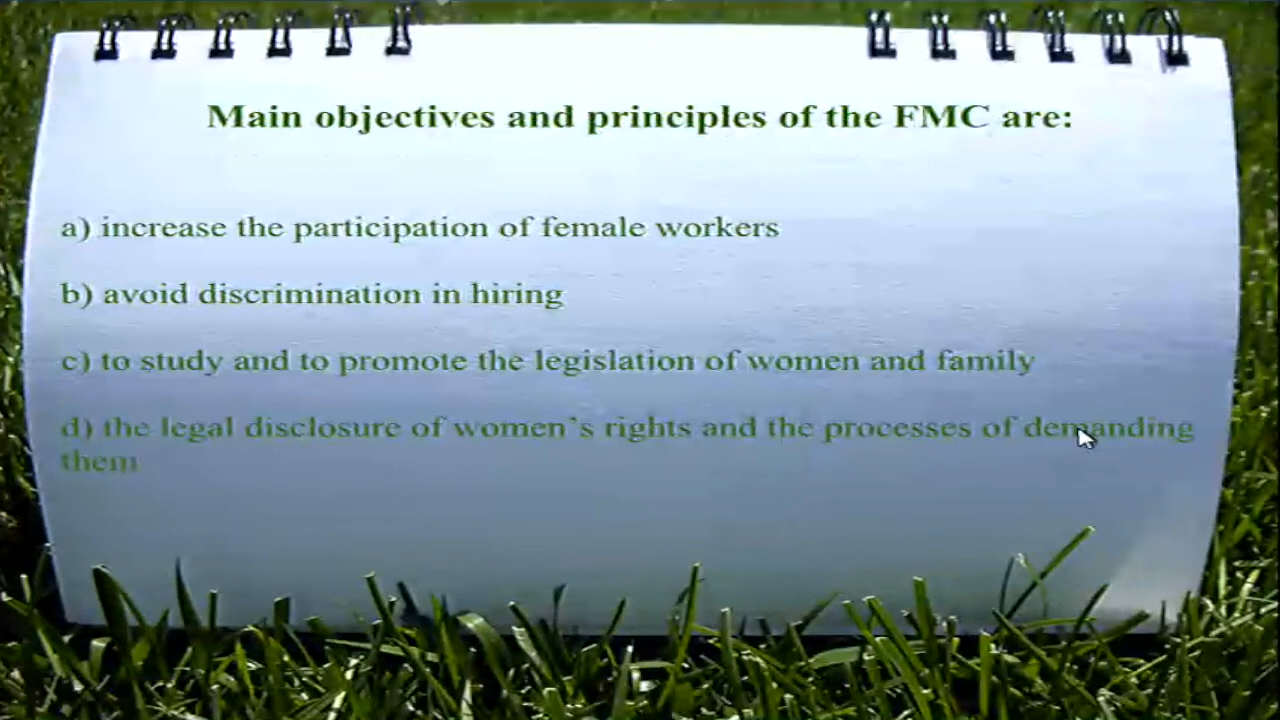 Main objectives and principles of the FMC are:
a) increase the participation of female workers
b) avoid discrimination in hiring
c) to study and to promote the legislation of women and family
d) the legal disclosure of women's rights and the processes of demanding
them